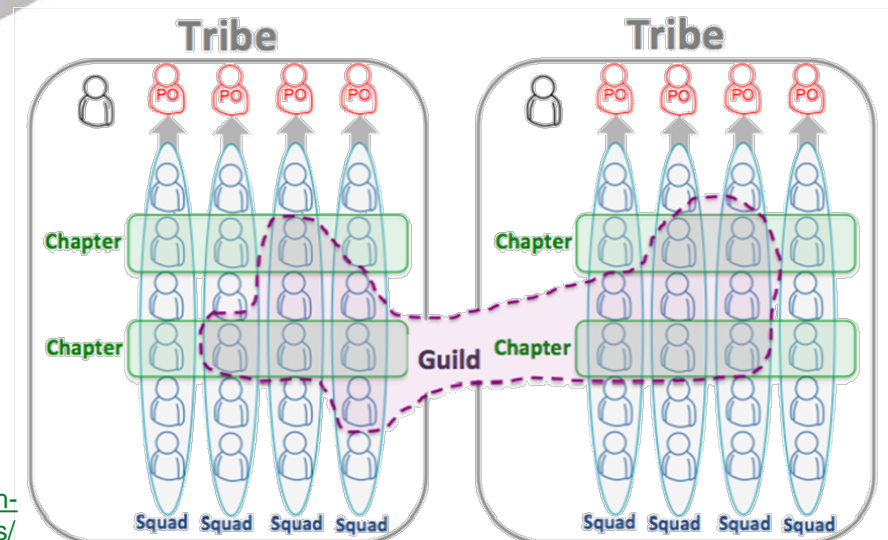 Tribe
Tribe
PO PO PO PO
PO PO PO PO
Chapter
Chapter
Chapter
Guild Chapter
n-
s/
Squad Squad Squad Squad
Squad Squad Squad Squad